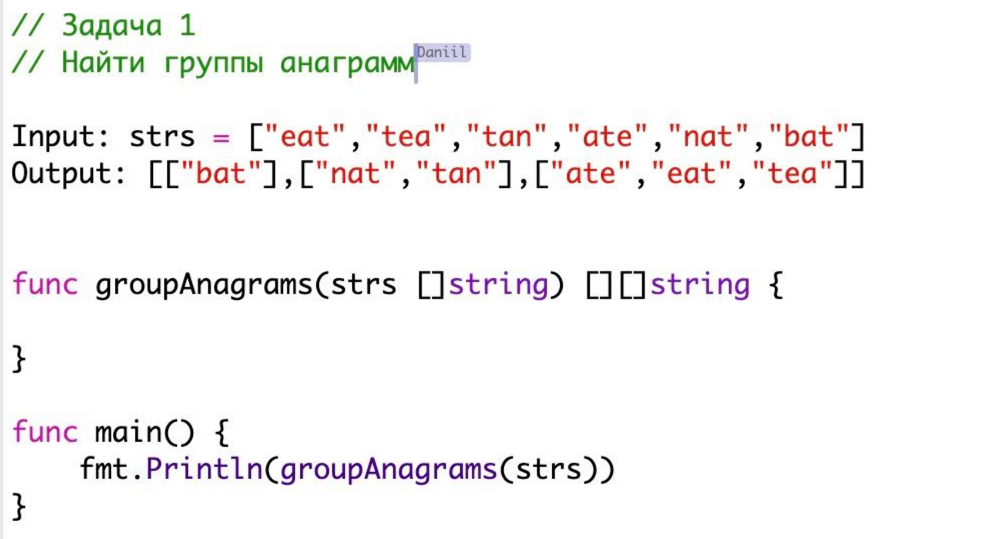 // Задача 1
// Найти группы анаграмм
Daniil
Input: strs = ["eat","tea","tan","ate","nat","bat"]
Output: [["bat"],["nat","tan"],["ate","eat","tea"]]
func groupAnagrams(strs []string) [][]string {
}
func main() {
    fmt.Println(groupAnagrams(strs))
}